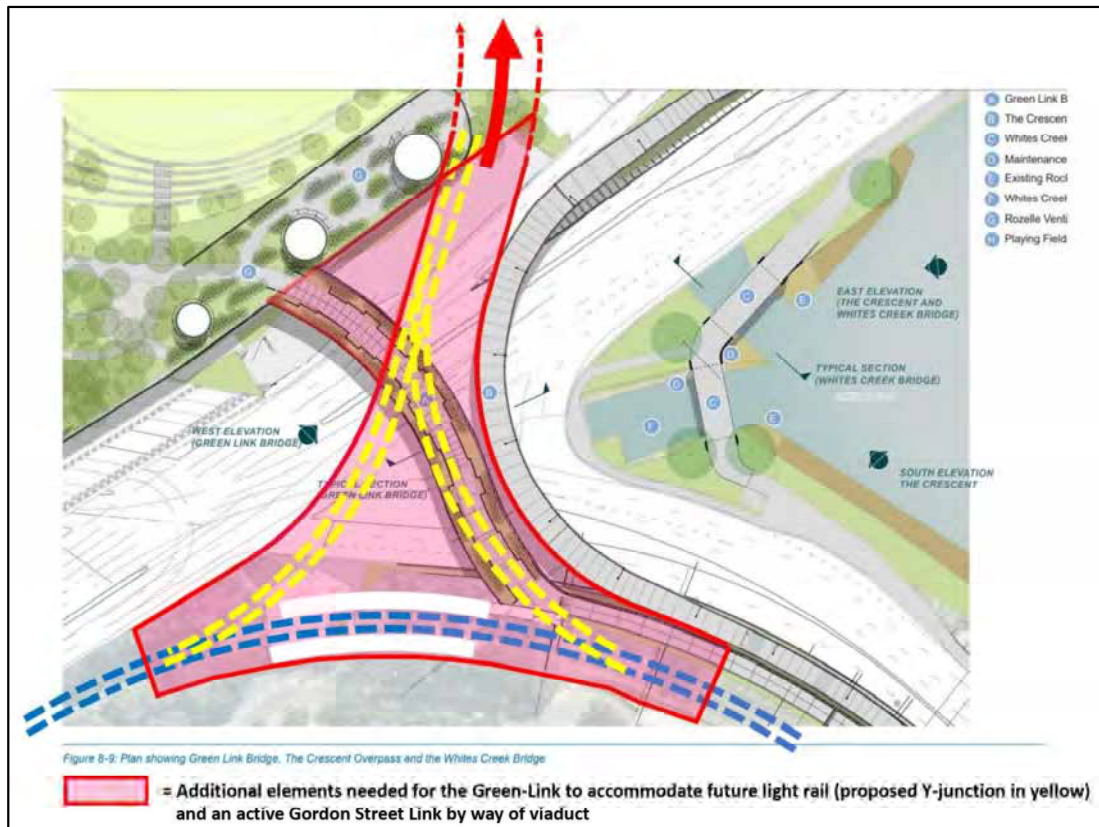 Green Link B
The Crescen
Whites Creek
Maintenance
Existing Rocl
Whites Creel
Rozelle Venti
Playing Field
EAST ELEVATION
(THE CRESCENT AND
WHITES CREEK BRIDGE)
TYPICAL SECTION
(WHITES CREEK BRIDGE)
WEST ELEVATION
(GREEN LINK BRIDGE)
TYPICAL SECTION
(GREEN LINK BRIDGE)
SOUTH ELEVATION
THE CRESCENT
Figure 8-9: Plan showing Green Link Bridge, The Crescent Overpass and the Whites Creek Bridge
= Additional elements needed for the Green-Link to accommodate future light rail (proposed Y-junction in yellow)
and an active Gordon Street Link by way of viaduct